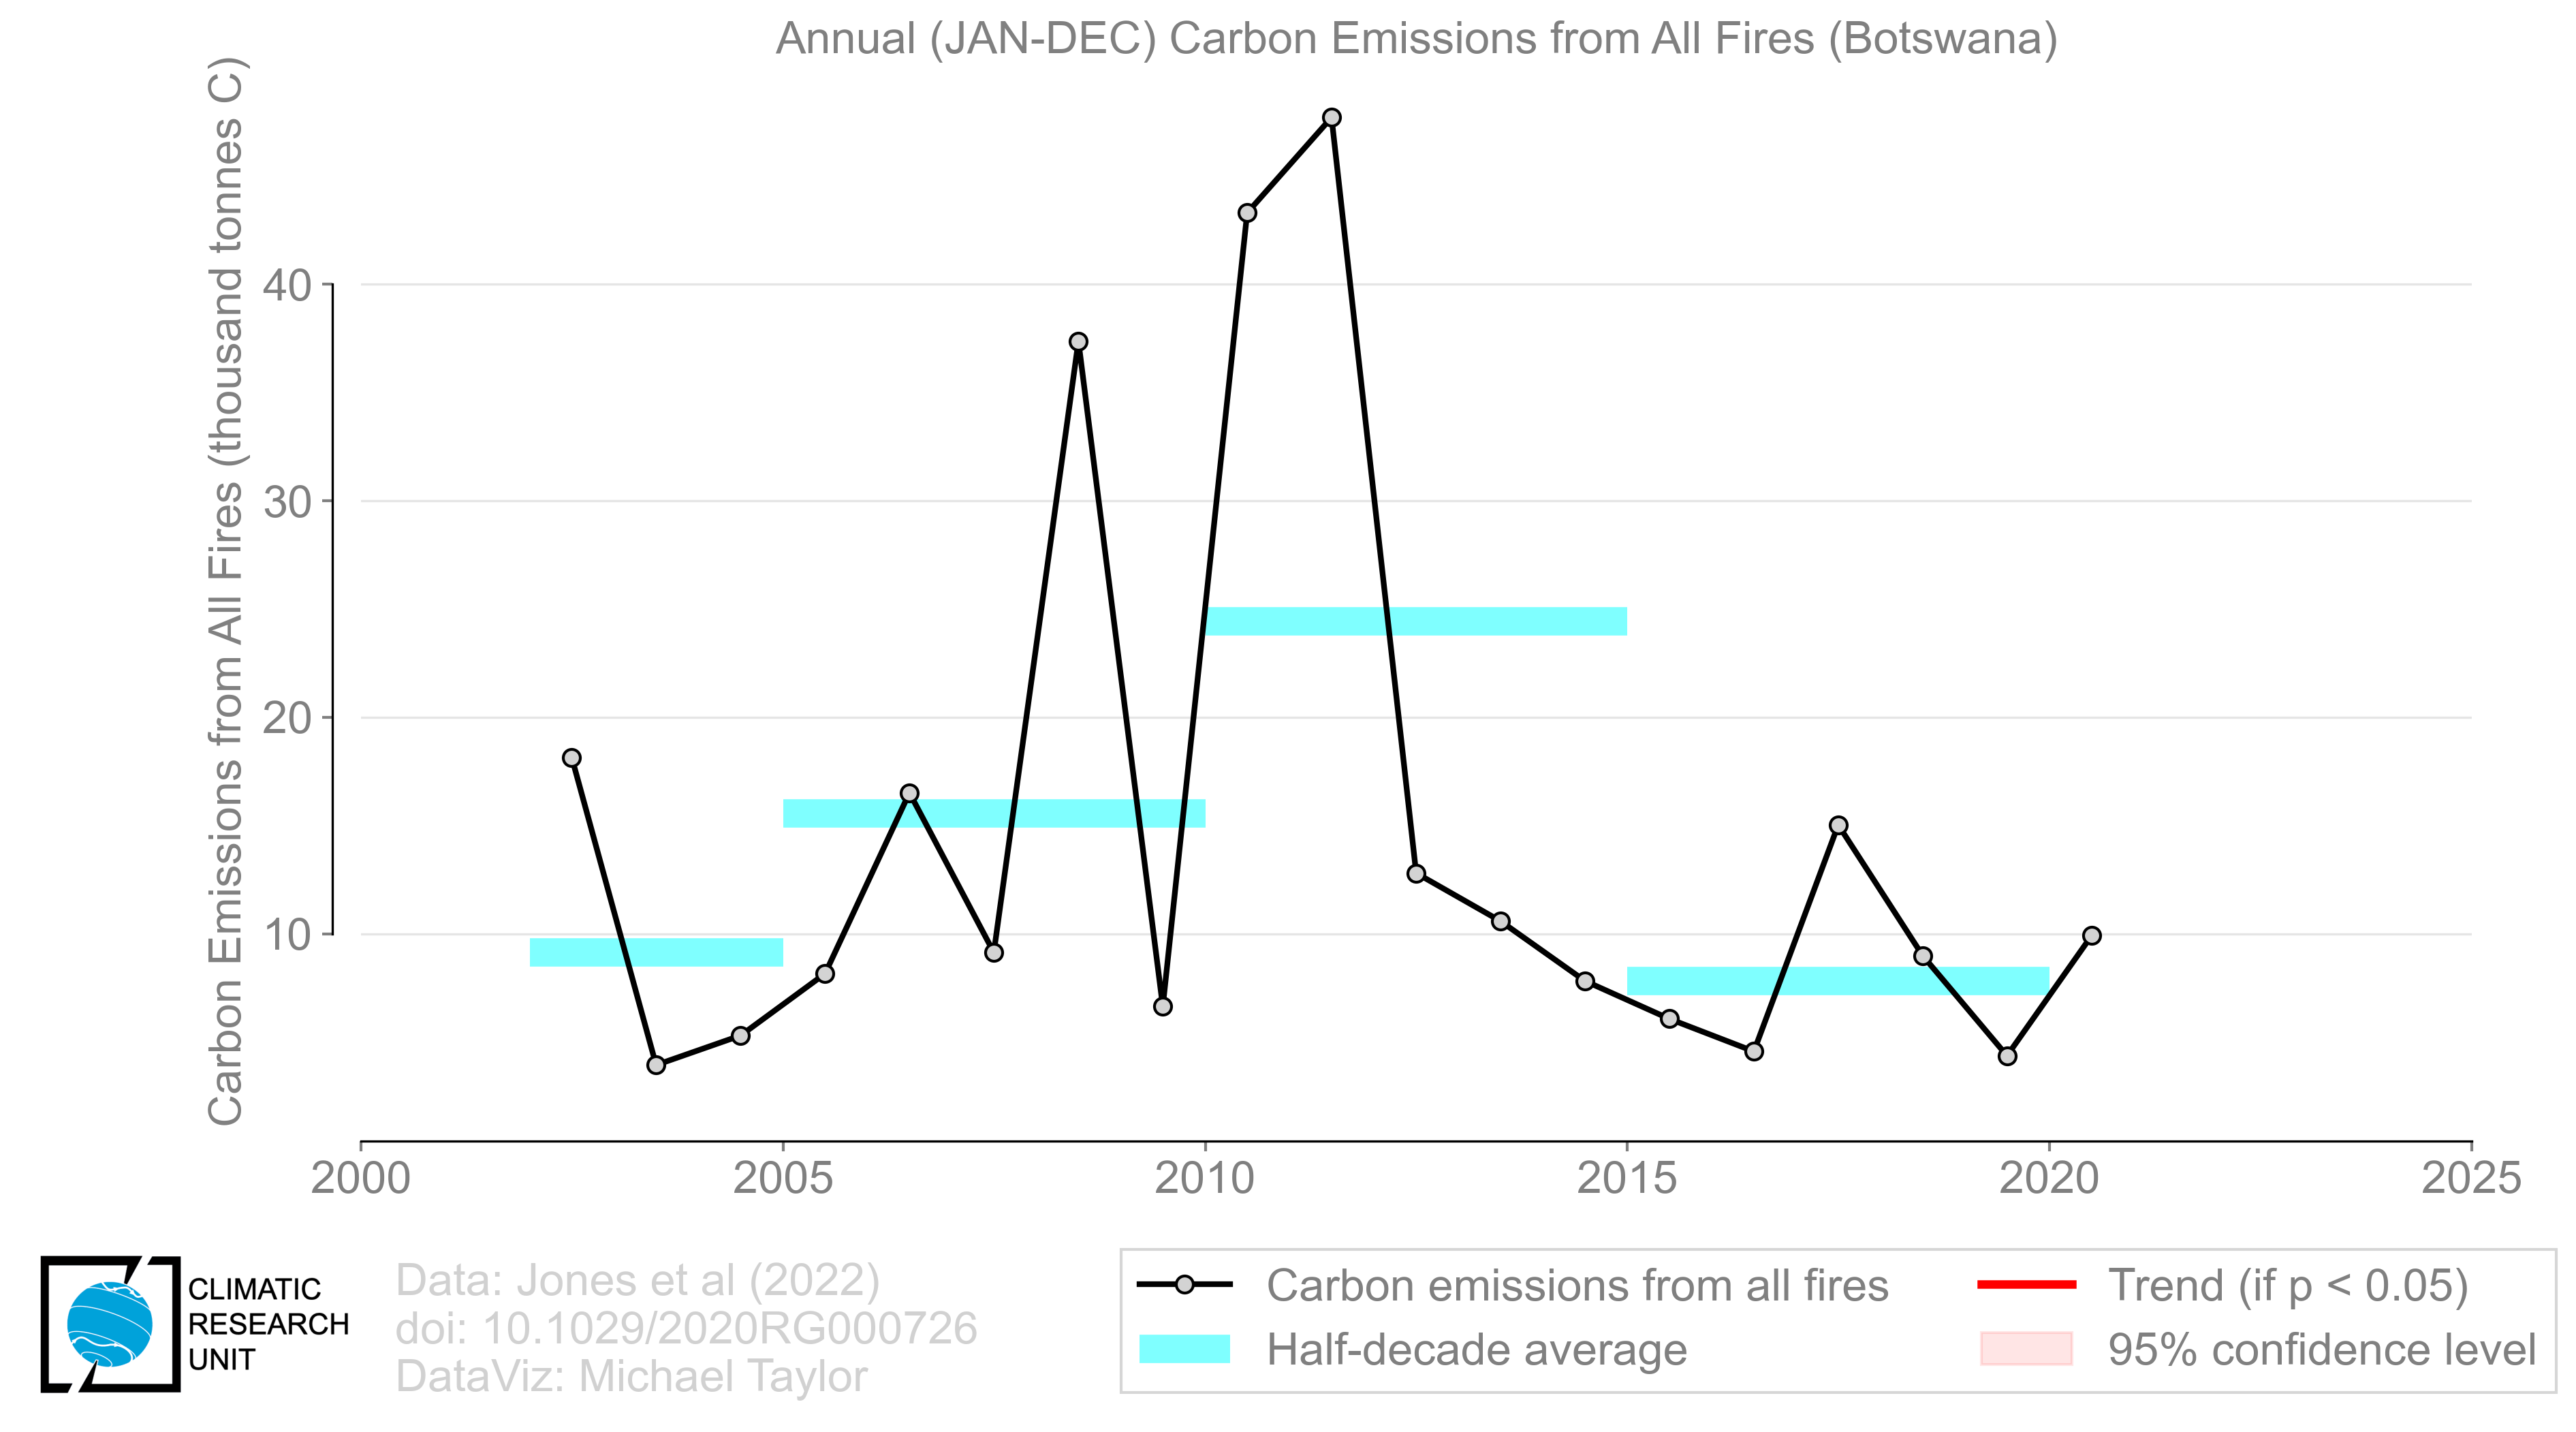 Annual (JAN-DEC) Carbon Emissions from All Fires (Botswana)
Carbon Emissions from All Fires (thousand tonnes C)
40
30
20
10
2000 2005 2010 2015 2020 2025
CLIMATIC
RESEARCH
UNIT
Data: Jones et al (2022)
doi: 10.1029/2020RG000726
DataViz: Michael Taylor
Carbon emissions from all fires
Half-decade average
Trend (if p < 0.05)
95% confidence level